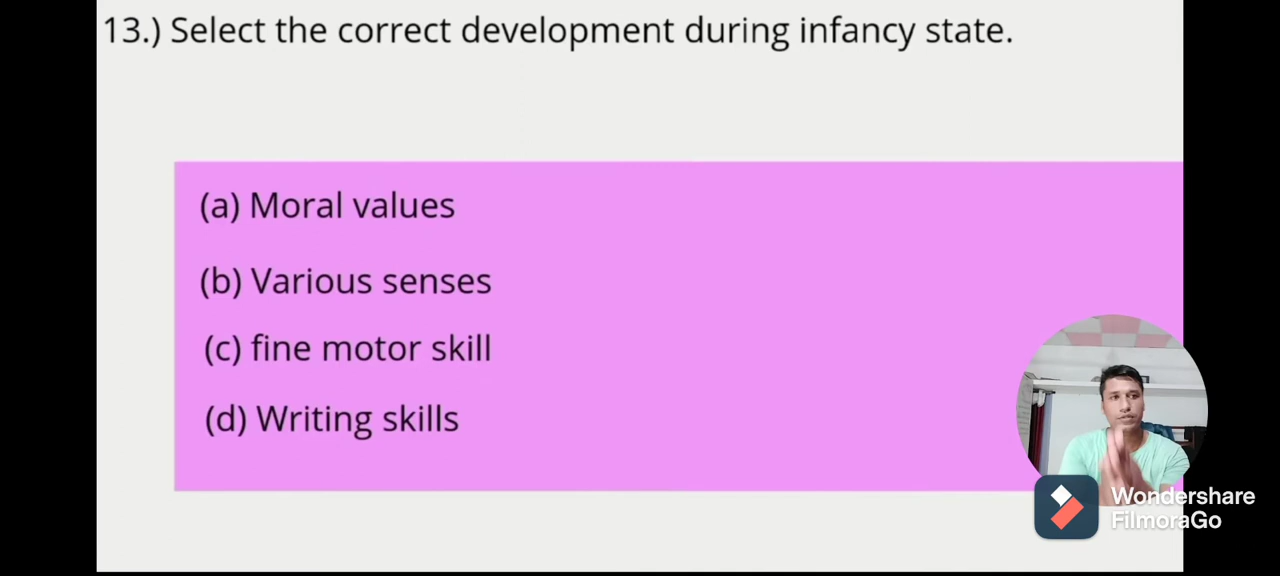 13.) Select the correct development during infancy state.
(a) Moral values
(b) Various senses
(c) fine motor skill
(d) Writing skills
Wondershare
FilmoraGo